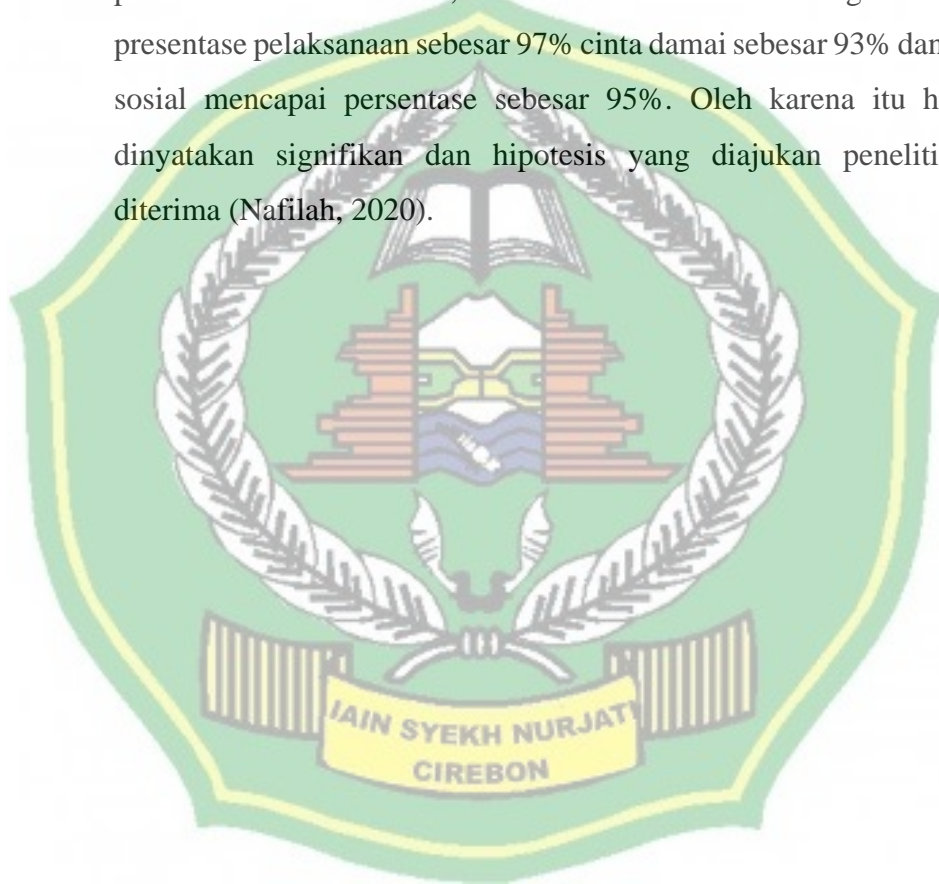 presentase pelaksanaan sebesar 97% cinta damai sebesar 93% dan
sosial mencapai persentase sebesar 95%. Oleh karena itu h
dinyatakan signifikan dan hipotesis yang diajukan peneliti
diterima (Nafilah, 2020).
IAIN SYEKH NURJATI
CIREBON